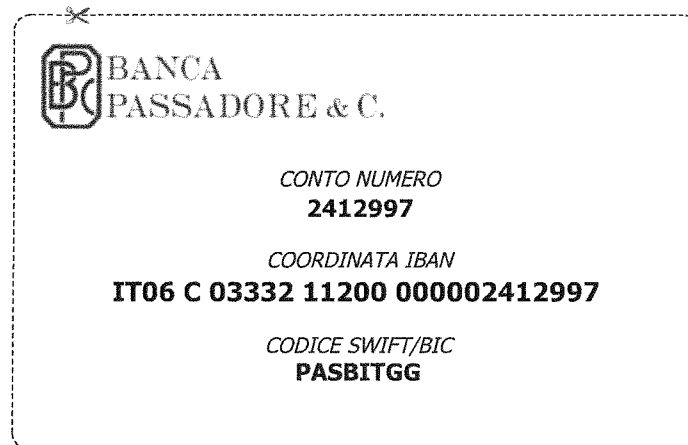 BANCA
PASSADORE & C.
CONTO NUMERO
2412997
COORDINATA IBAN
IT06 C 03332 11200 000002412997
CODICE SWIFT/BIC
PASBITGG